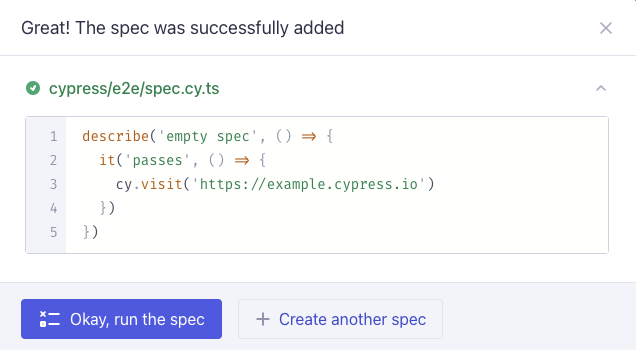 Great! The spec was successfully added
cypress/e2e/spec.cy.ts
1 describe('empty spec', () => {
2   it('passes', () => {
3     cy.visit('https://example.cypress.io')
4   })
5 })
Okay, run the spec
Create another spec